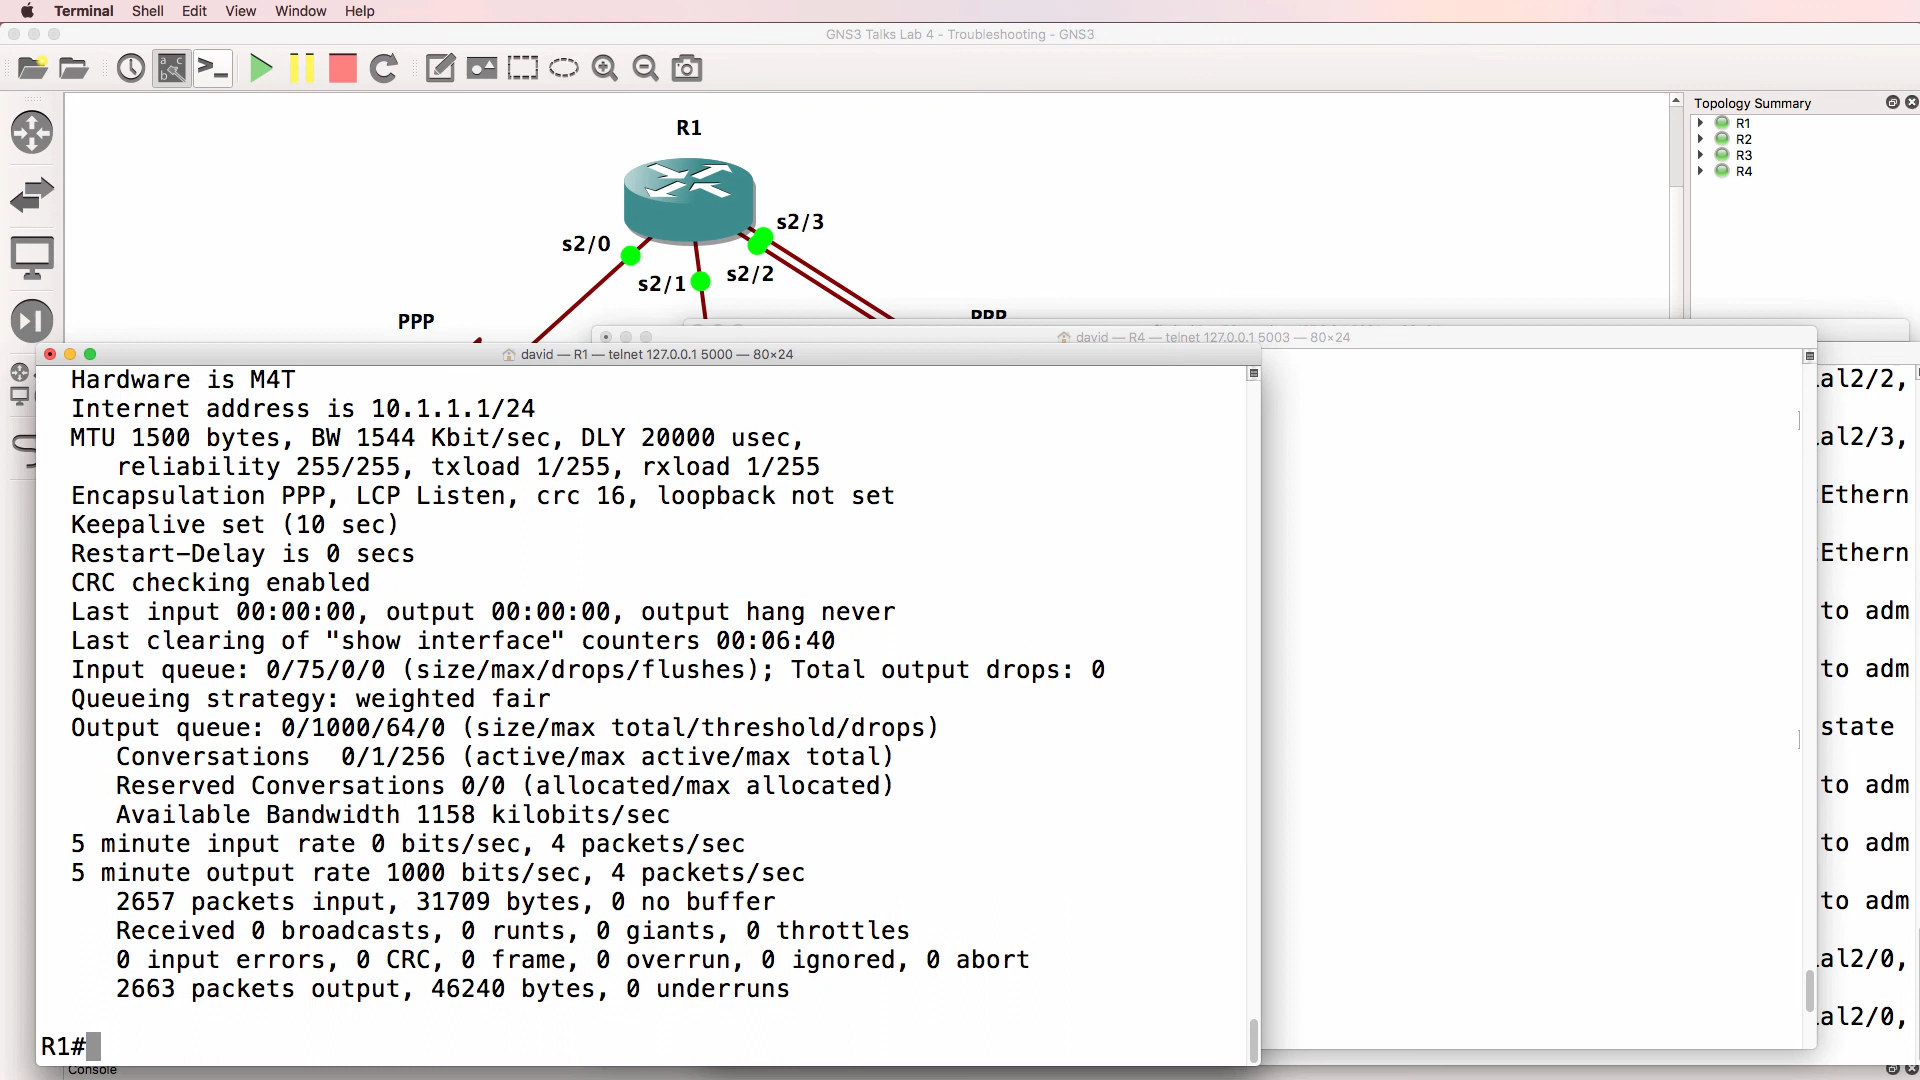 Terminal Shell Edit View Window Help
GNS3 Talks Lab 4 - Troubleshooting - GNS3
Topology Summary
R1
R2
R3
R4
R1
s2/0
s2/1
s2/2
s2/3
PPP
PPP
david — R4 — telnet 127.0.0.1 5003 — 80×24
david — R1 — telnet 127.0.0.1 5000 — 80×24
Hardware is M4T
Internet address is 10.1.1.1/24
MTU 1500 bytes, BW 1544 Kbit/sec, DLY 20000 usec,
reliability 255/255, txload 1/255, rxload 1/255
Encapsulation PPP, LCP Listen, crc 16, loopback not set
Keepalive set (10 sec)
Restart-Delay is 0 secs
CRC checking enabled
Last input 00:00:00, output 00:00:00, output hang never
Last clearing of "show interface" counters 00:06:40
Input queue: 0/75/0/0 (size/max/drops/flushes); Total output drops: 0
Queueing strategy: weighted fair
Output queue: 0/1000/64/0 (size/max total/threshold/drops)
Conversations 0/1/256 (active/max active/max total)
Reserved Conversations 0/0 (allocated/max allocated)
Available Bandwidth 1158 kilobits/sec
5 minute input rate 0 bits/sec, 4 packets/sec
5 minute output rate 1000 bits/sec, 4 packets/sec
2657 packets input, 31709 bytes, 0 no buffer
Received 0 broadcasts, 0 runts, 0 giants, 0 throttles
0 input errors, 0 CRC, 0 frame, 0 overrun, 0 ignored, 0 abort
2663 packets output, 46240 bytes, 0 underruns
R1#
al2/2,
al2/3,
Ethern
Ethern
to adm
to adm
state
to adm
to adm
to adm
al2/0,
al2/0,
Console